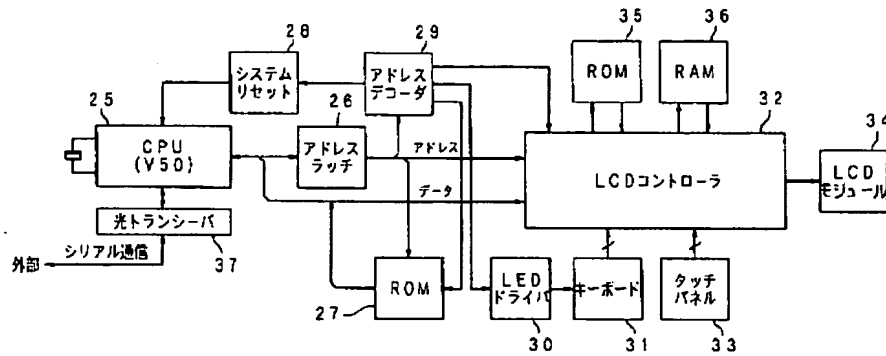 35
36
28
29
システム
リセット
アドレス
デコーダ
ROM
RAM
32
25
26
34
CPU
(V50)
アドレス
ラッチ
アドレス
LCDコントローラ
LCD
モジュール
データ
光トランシーバ
シリアル通信
37
外部
ROM
LED
ドライバ
キーボード
タッチ
パネル
27
30
31
33